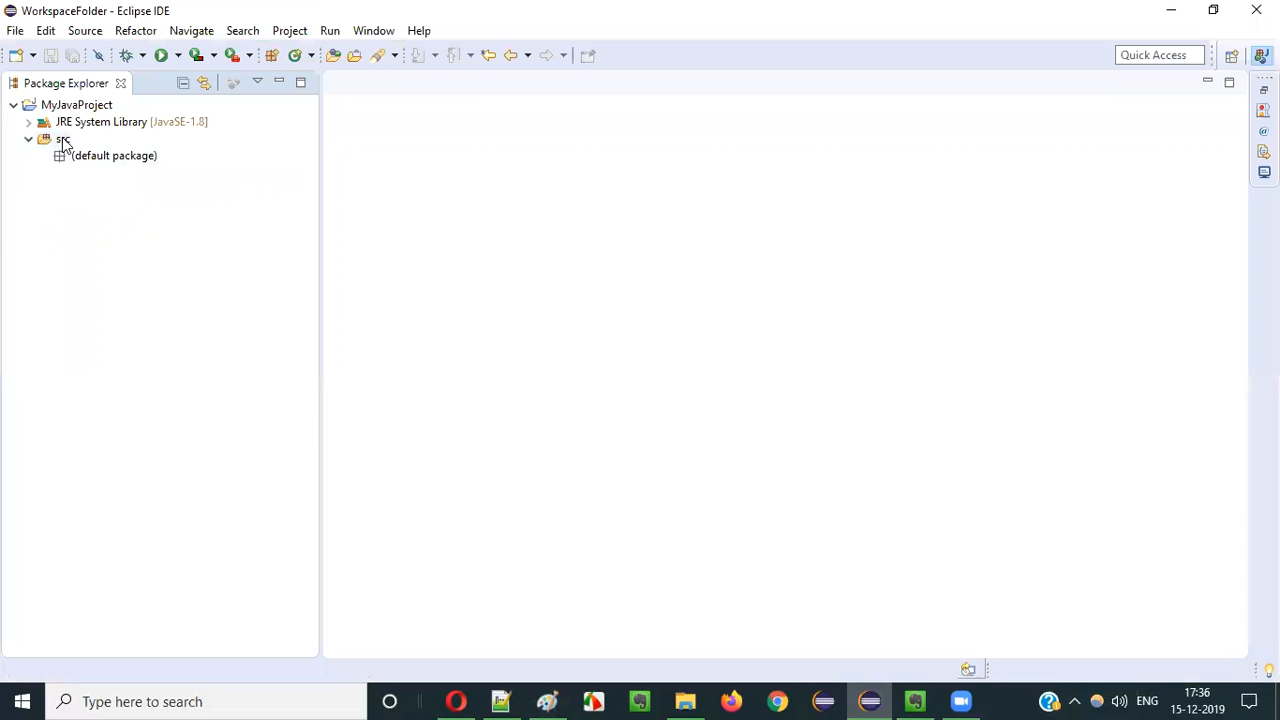 WorkspaceFolder - Eclipse IDE
File Edit Source Refactor Navigate Search Project Run Window Help
Quick Access
Package Explorer
MyJavaProject
JRE System Library [JavaSE-1.8]
src
(default package)
Type here to search
ENG
17:36
15-12-2019